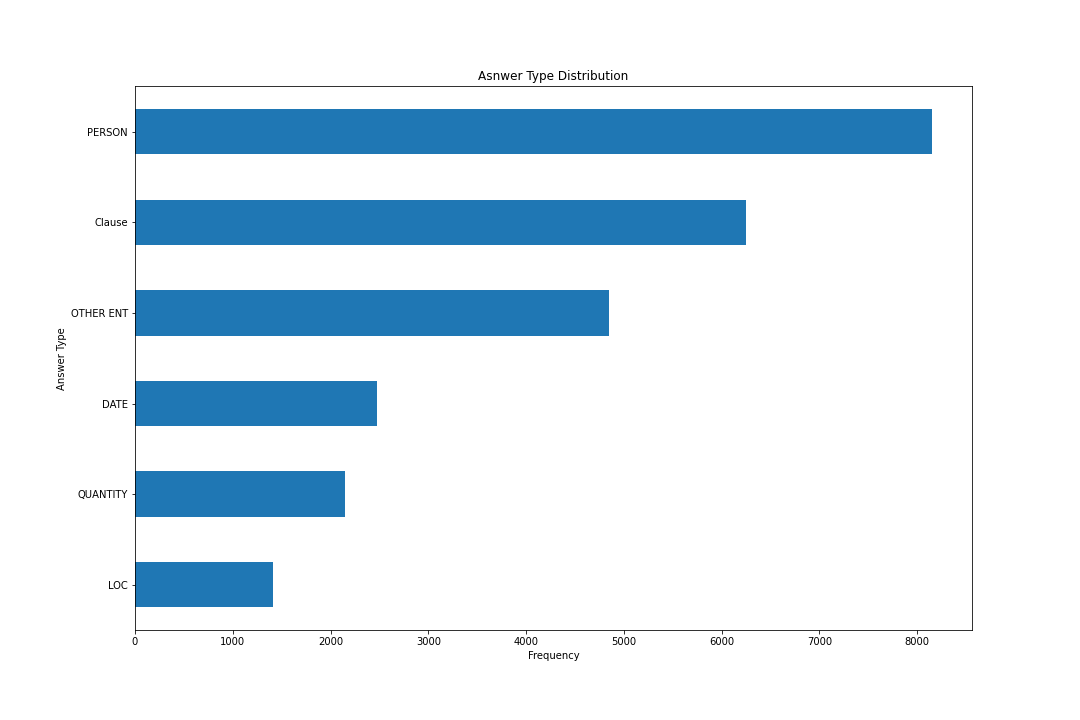 Asnwer Type Distribution
PERSON
Clause
OTHER ENT
DATE
QUANTITY
LOC
Answer Type
0 1000 2000 3000 4000 5000 6000 7000 8000
Frequency